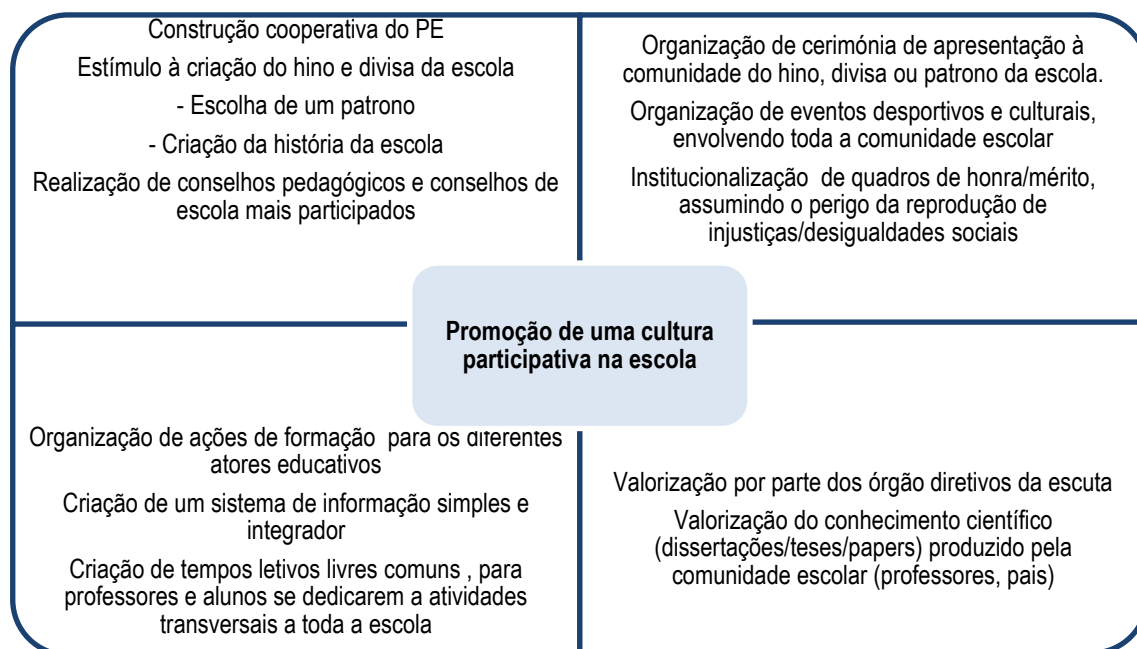 Construção cooperativa do PE
Estímulo à criação do hino e divisa da escola
- Escolha de um patrono
- Criação da história da escola
Realização de conselhos pedagógicos e conselhos de
escola mais participados
Organização de cerimónia de apresentação à
comunidade do hino, divisa ou patrono da escola.
Organização de eventos desportivos e culturais,
envolvendo toda a comunidade escolar
Institucionalização de quadros de honra/mérito,
assumindo o perigo da reprodução de
injustiças/desigualdades sociais
Promoção de uma cultura
participativa na escola
Organização de ações de formação para os diferentes
atores educativos
Criação de um sistema de informação simples e
integrador
Criação de tempos letivos livres comuns , para
professores e alunos se dedicarem a atividades
transversais a toda a escola
Valorização por parte dos órgão diretivos da escuta
Valorização do conhecimento científico
(dissertações/teses/papers) produzido pela
comunidade escolar (professores, pais)